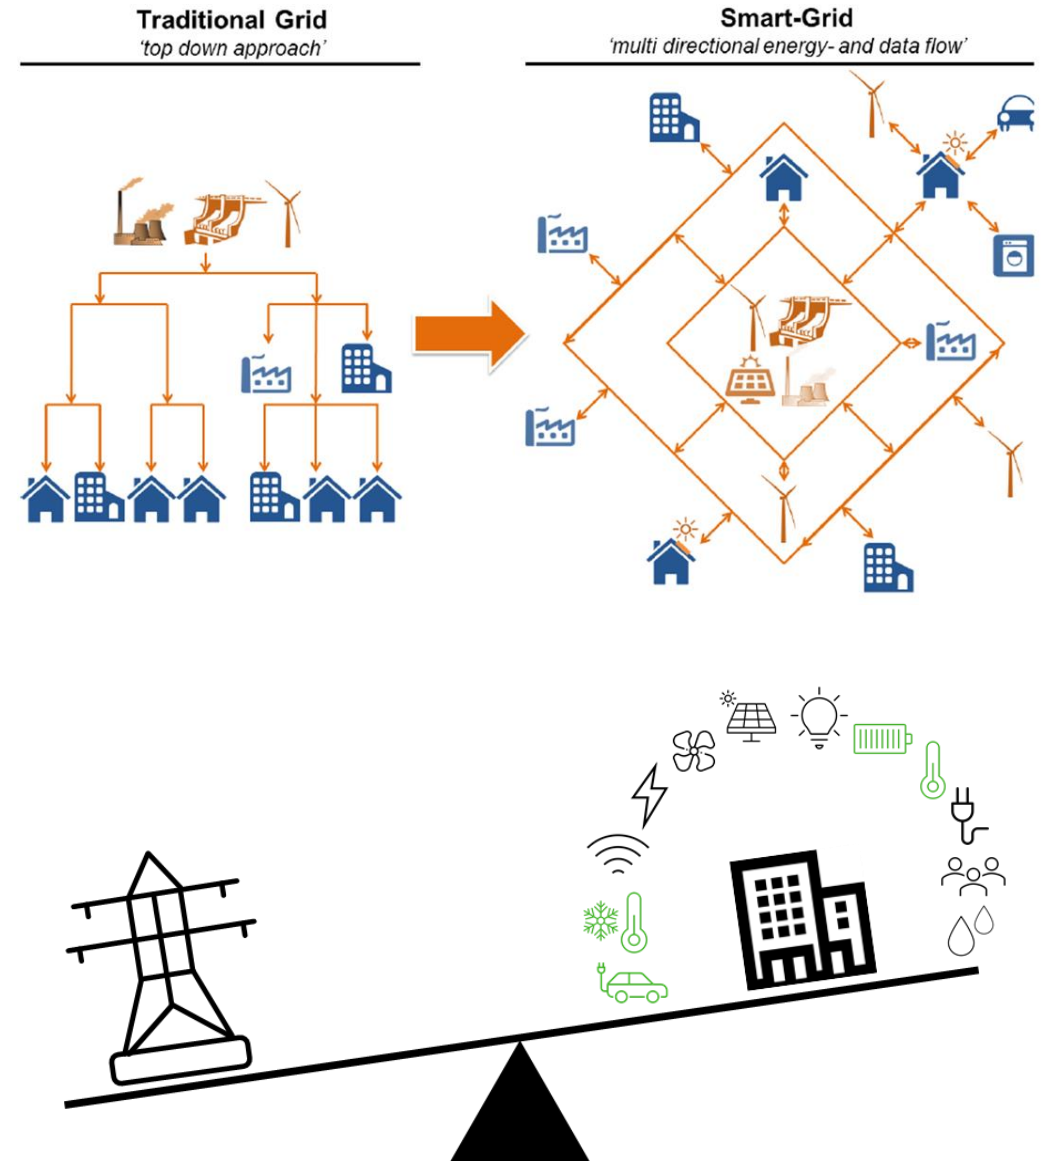 Traditional Grid
'top down approach'
Smart-Grid
'multi directional energy- and data flow'